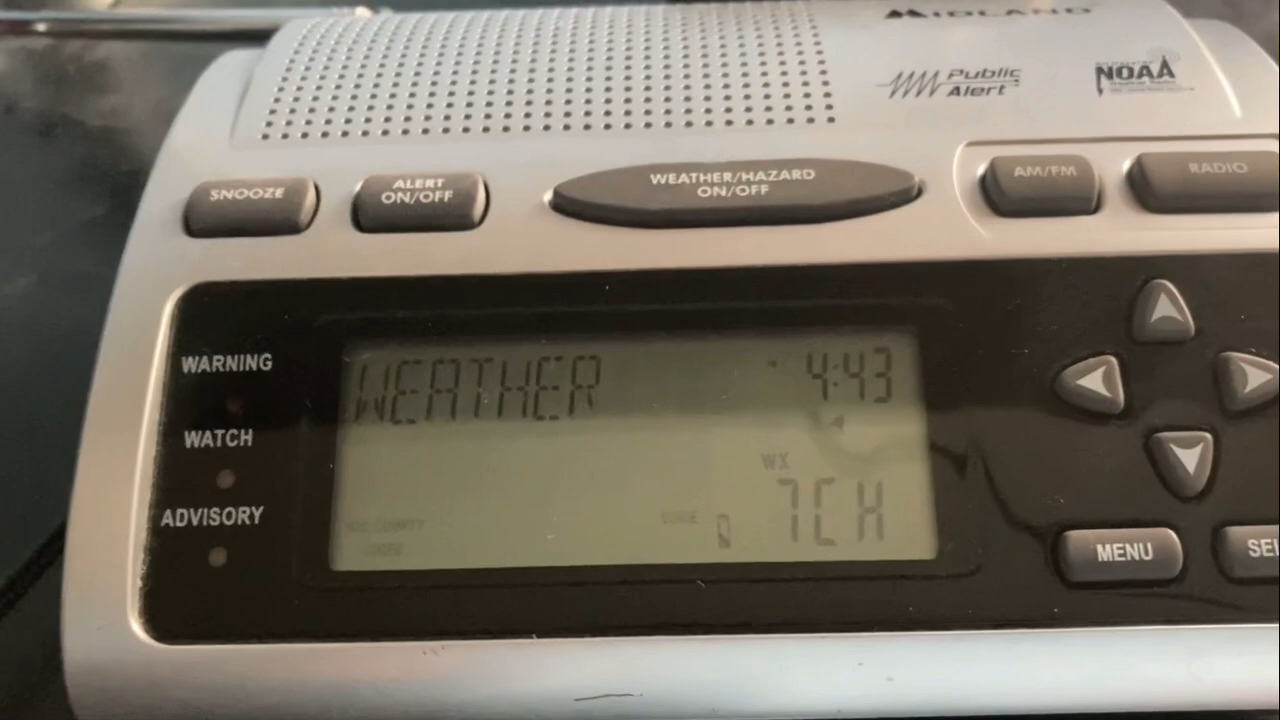 MIDLAND
Public
Alert
NOAA
SNOOZE
ALERT
ON/OFF
WEATHER/HAZARD
ON/OFF
AM/FM
RADIO
WARNING
WATCH
ADVISORY
WEATHER
4:43
WX
7CH
MENU
SEL